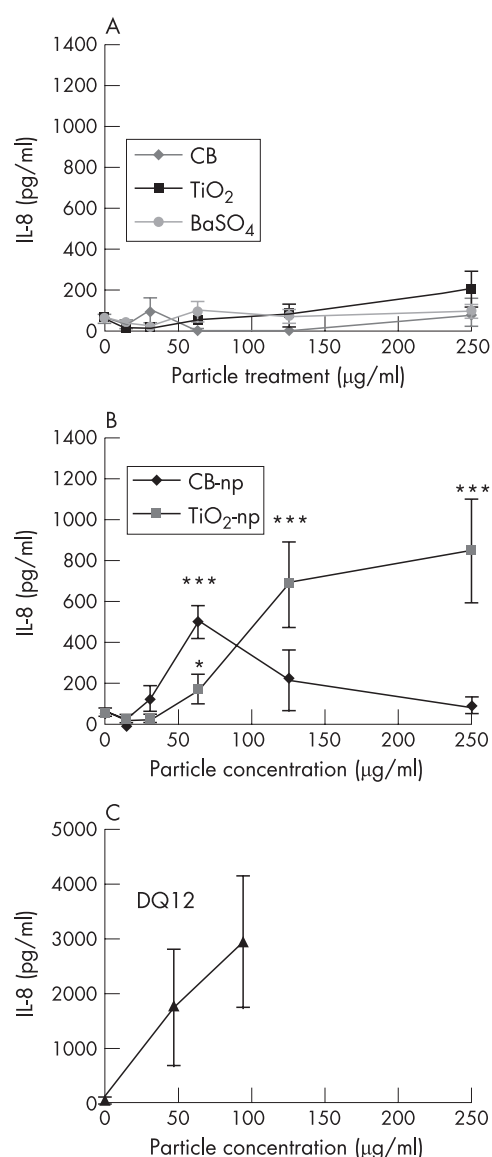 A
1400
1200
1000
800
600
400
200
0
IL-8 (pg/ml)
CB
TiO₂
BaSO₄
0 50 100 150 200 250
Particle treatment (μg/ml)
B
1400
1200
1000
800
600
400
200
0
IL-8 (pg/ml)
CB-np
TiO₂-np
***
*
***
***
0 50 100 150 200 250
Particle concentration (μg/ml)
C
5000
4000
3000
2000
1000
0
IL-8 (pg/ml)
DQ12
0 50 100 150 200 250
Particle concentration (μg/ml)